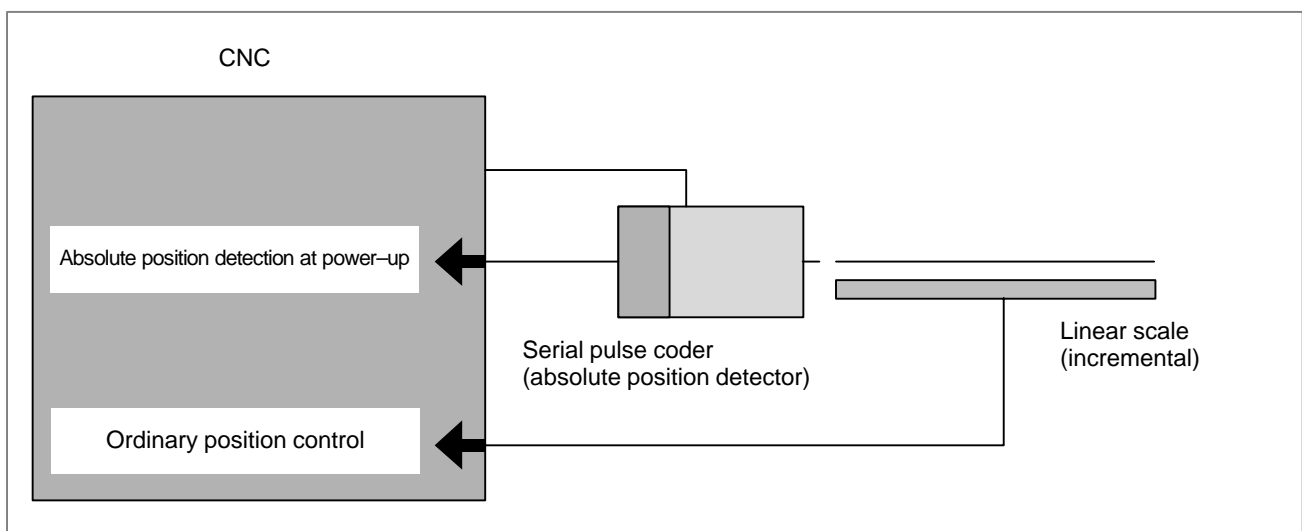 CNC
Absolute position detection at power–up
Serial pulse coder
(absolute position detector)
Linear scale
(incremental)
Ordinary position control